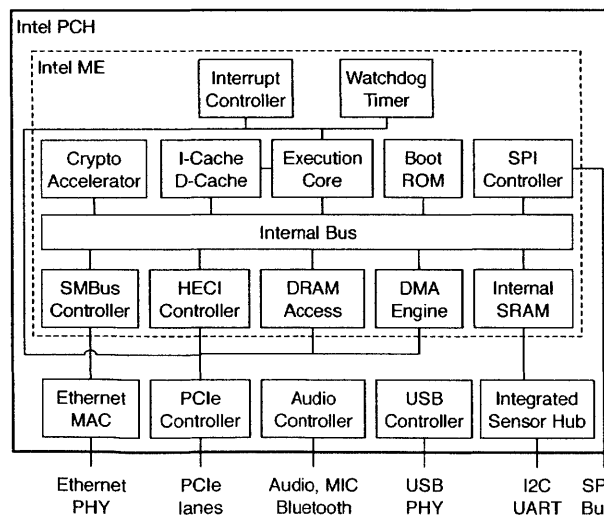 Intel PCH
Intel ME
Interrupt
Controller
Watchdog
Timer
Crypto
Accelerator
I-Cache
D-Cache
Execution
Core
Boot
ROM
SPI
Controller
Internal Bus
SMBus
Controller
HECI
Controller
DRAM
Access
DMA
Engine
Internal
SRAM
Ethernet
MAC
PCIe
Controller
Audio
Controller
USB
Controller
Integrated
Sensor Hub
Ethernet
PHY
PCIe
lanes
Audio, MIC
Bluetooth
USB
PHY
I2C
UART